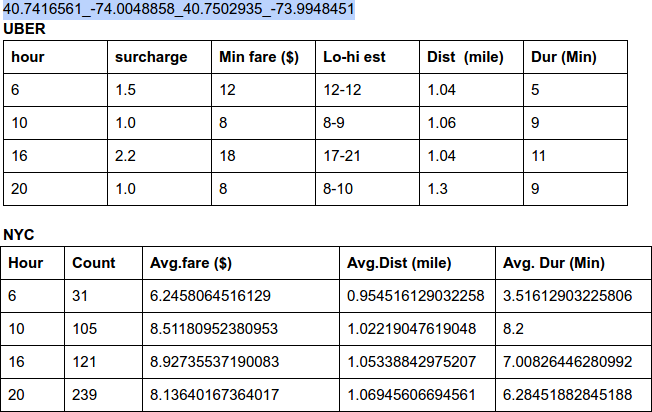 40.7416561_-74.0048858_40.7502935_-73.9948451
UBER
hour surcharge Min fare ($) Lo-hi est Dist (mile) Dur (Min)
6 1.5 12 12-12 1.04 5
10 1.0 8 8-9 1.06 9
16 2.2 18 17-21 1.04 11
20 1.0 8 8-10 1.3 9
NYC
Hour Count Avg.fare ($) Avg.Dist (mile) Avg. Dur (Min)
6 31 6.2458064516129 0.954516129032258 3.51612903225806
10 105 8.51180952380953 1.02219047619048 8.2
16 121 8.92735537190083 1.05338842975207 7.00826446280992
20 239 8.13640167364017 1.06945606694561 6.28451882845188